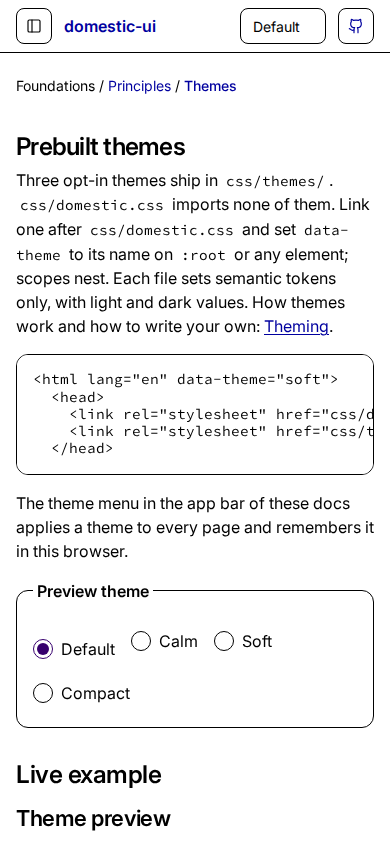 domestic-ui
Default
Foundations / Principles / Themes
Prebuilt themes
Three opt-in themes ship in css/themes/ .
css/domestic.css imports none of them. Link
one after css/domestic.css and set data-
theme to its name on :root or any element;
scopes nest. Each file sets semantic tokens
only, with light and dark values. How themes
work and how to write your own: Theming.
<html lang="en" data-theme="soft">
<head>
<link rel="stylesheet" href="css/d
<link rel="stylesheet" href="css/t
</head>
The theme menu in the app bar of these docs
applies a theme to every page and remembers it
in this browser.
Preview theme
Default
Calm
Soft
Compact
Live example
Theme preview